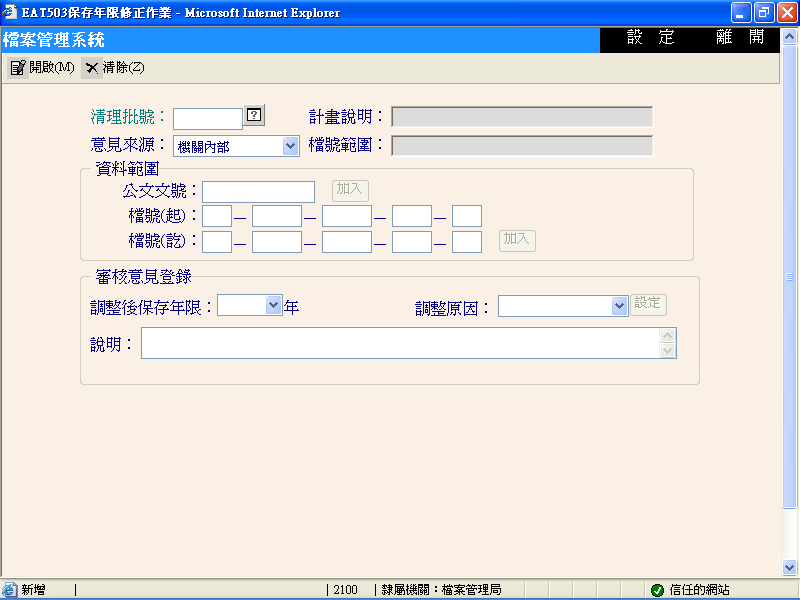 EAT503保存年限修正作業 - Microsoft Internet Explorer
檔案管理系統 設 定 離 開
開啟(M) 清除(Z)
清理批號： ? 計畫說明：
意見來源： 機關內部 檔號範圍：
資料範圍
公文文號： 加入
檔號(起)： — — — —
檔號(訖)： — — — — 加入
審核意見登錄
調整後保存年限： 年 調整原因： 設定
說明：
新增 | | 2100 | 隸屬機關：檔案管理局 信任的網站